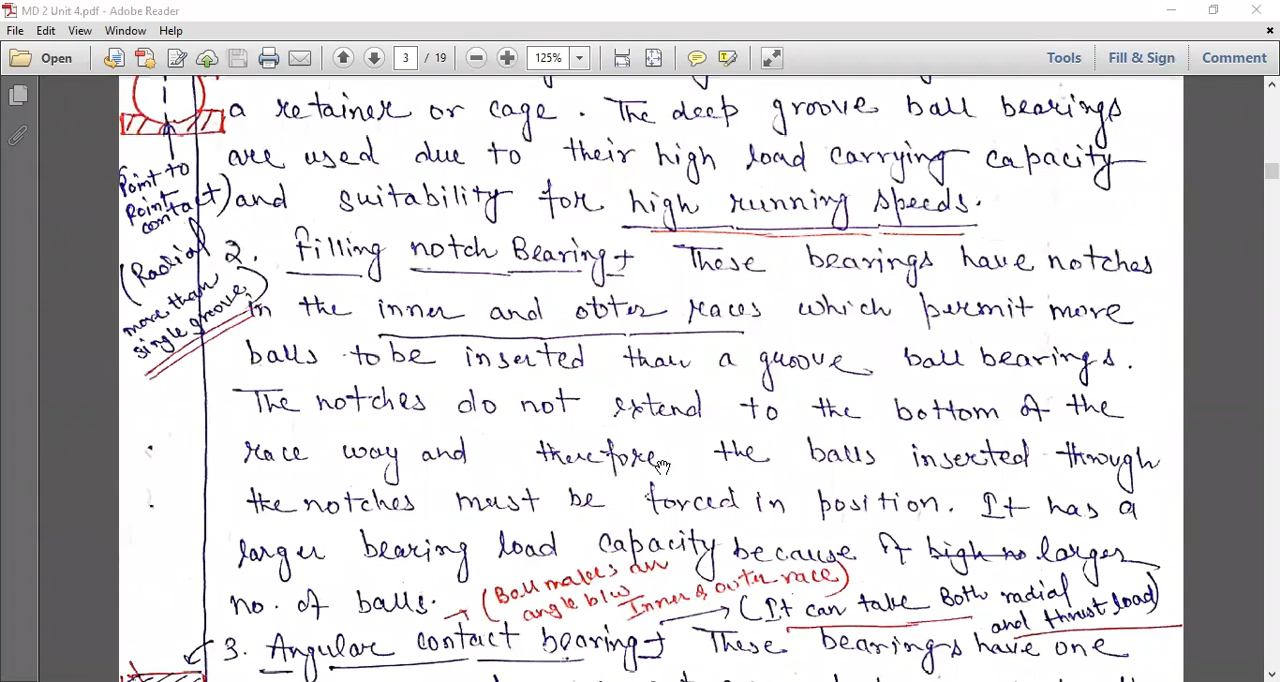 MD 2 Unit 4.pdf - Adobe Reader
File Edit View Window Help
Open 3 / 19 125% Tools Fill & Sign Comment
a retainer or cage. The deep groove ball bearings
are used due to their high load carrying capacity
and suitability for high running speeds.
Point to
Point
contact)
(Radial
more than
single groove)
2. Filling notch Bearing These bearings have notches
in the inner and outer races which permit more
balls to be inserted than a groove ball bearings.
The notches do not extend to the bottom of the
race way and therefore the balls inserted through
the notches must be forced in position. It has a
larger bearing load capacity because of high no larger
no. of balls.
(Ball makes an
angle b/w Inner & outer race)
(It can take Both radial
and thrust load)
3. Angular contact bearing These bearings have one